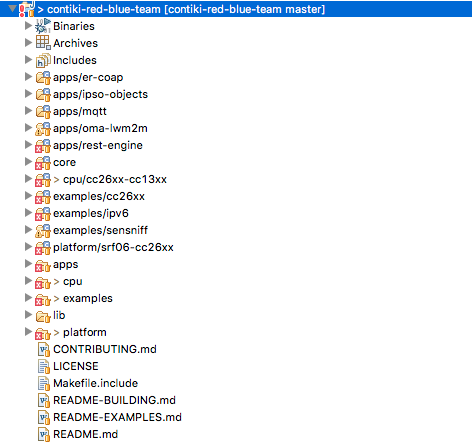 > contiki-red-blue-team [contiki-red-blue-team master]
Binaries
Archives
Includes
apps/er-coap
apps/ipso-objects
apps/mqtt
apps/oma-lwm2m
apps/rest-engine
core
> cpu/cc26xx-cc13xx
examples/cc26xx
examples/ipv6
examples/sensniff
platform/srf06-cc26xx
apps
> cpu
> examples
lib
> platform
CONTRIBUTING.md
LICENSE
Makefile.include
README-BUILDING.md
README-EXAMPLES.md
README.md